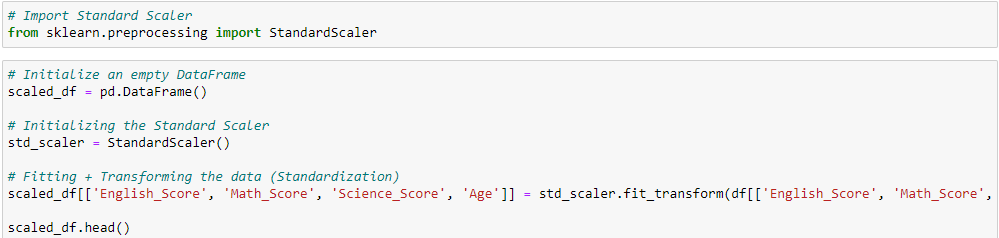 # Import Standard Scaler
from sklearn.preprocessing import StandardScaler
# Initialize an empty DataFrame
scaled_df = pd.DataFrame()
# Initializing the Standard Scaler
std_scaler = StandardScaler()
# Fitting + Transforming the data (Standardization)
scaled_df[['English_Score', 'Math_Score', 'Science_Score', 'Age']] = std_scaler.fit_transform(df[['English_Score', 'Math_Score',
scaled_df.head()